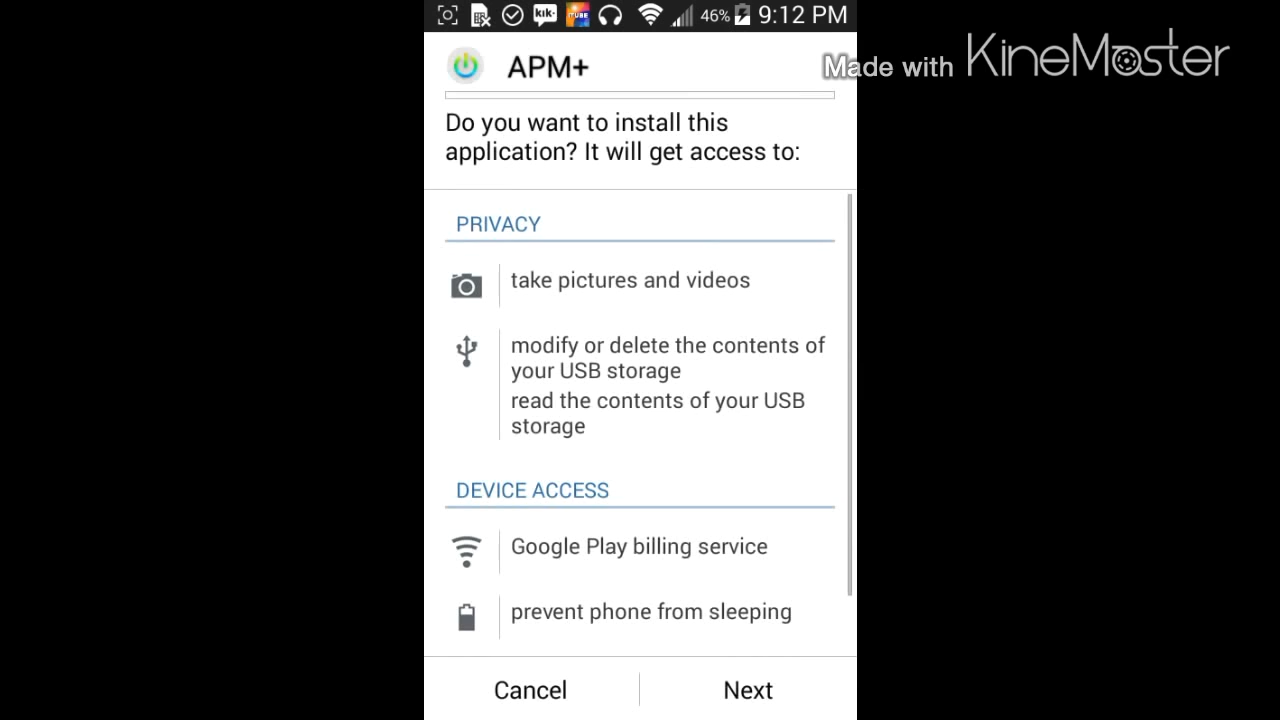 kik·
iTUBE
46%
9:12 PM
APM+
Made with KineMaster
Do you want to install this
application? It will get access to:
PRIVACY
take pictures and videos
modify or delete the contents of
your USB storage
read the contents of your USB
storage
DEVICE ACCESS
Google Play billing service
prevent phone from sleeping
Cancel
Next